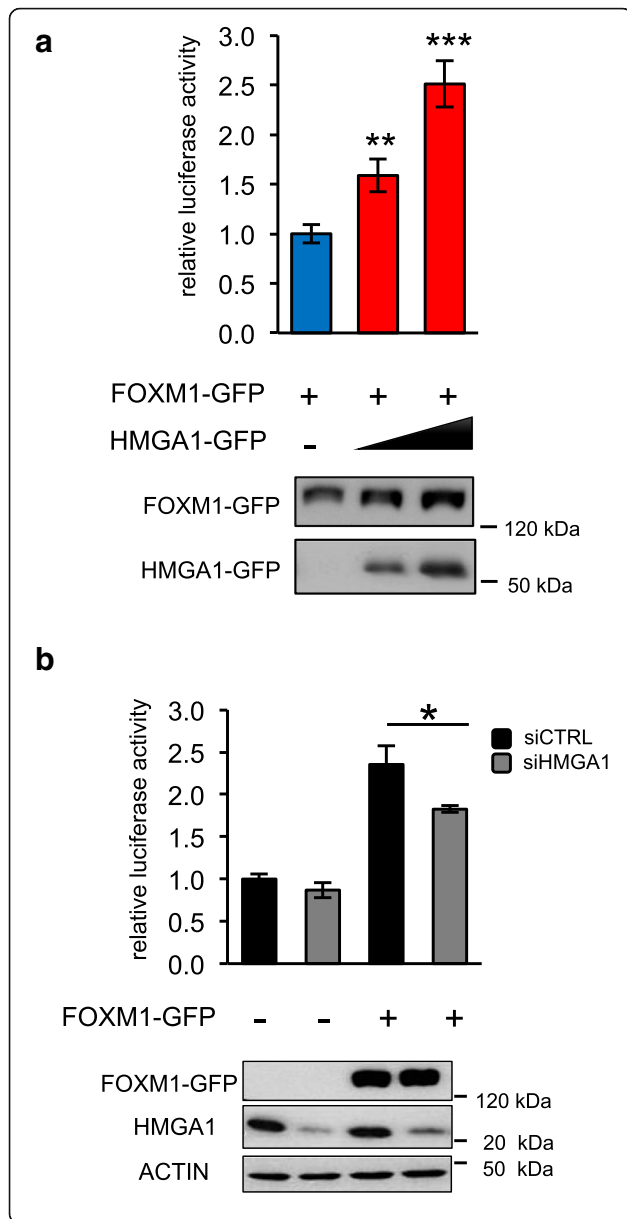 a
relative luciferase activity
3.0
2.5
2.0
1.5
1.0
0.5
0.0
**
***
FOXM1-GFP + + +
HMGA1-GFP -
FOXM1-GFP
120 kDa
HMGA1-GFP
50 kDa
b
relative luciferase activity
3.0
2.5
2.0
1.5
1.0
0.5
0.0
*
siCTRL
siHMGA1
FOXM1-GFP - - + +
FOXM1-GFP
120 kDa
HMGA1
20 kDa
ACTIN
50 kDa